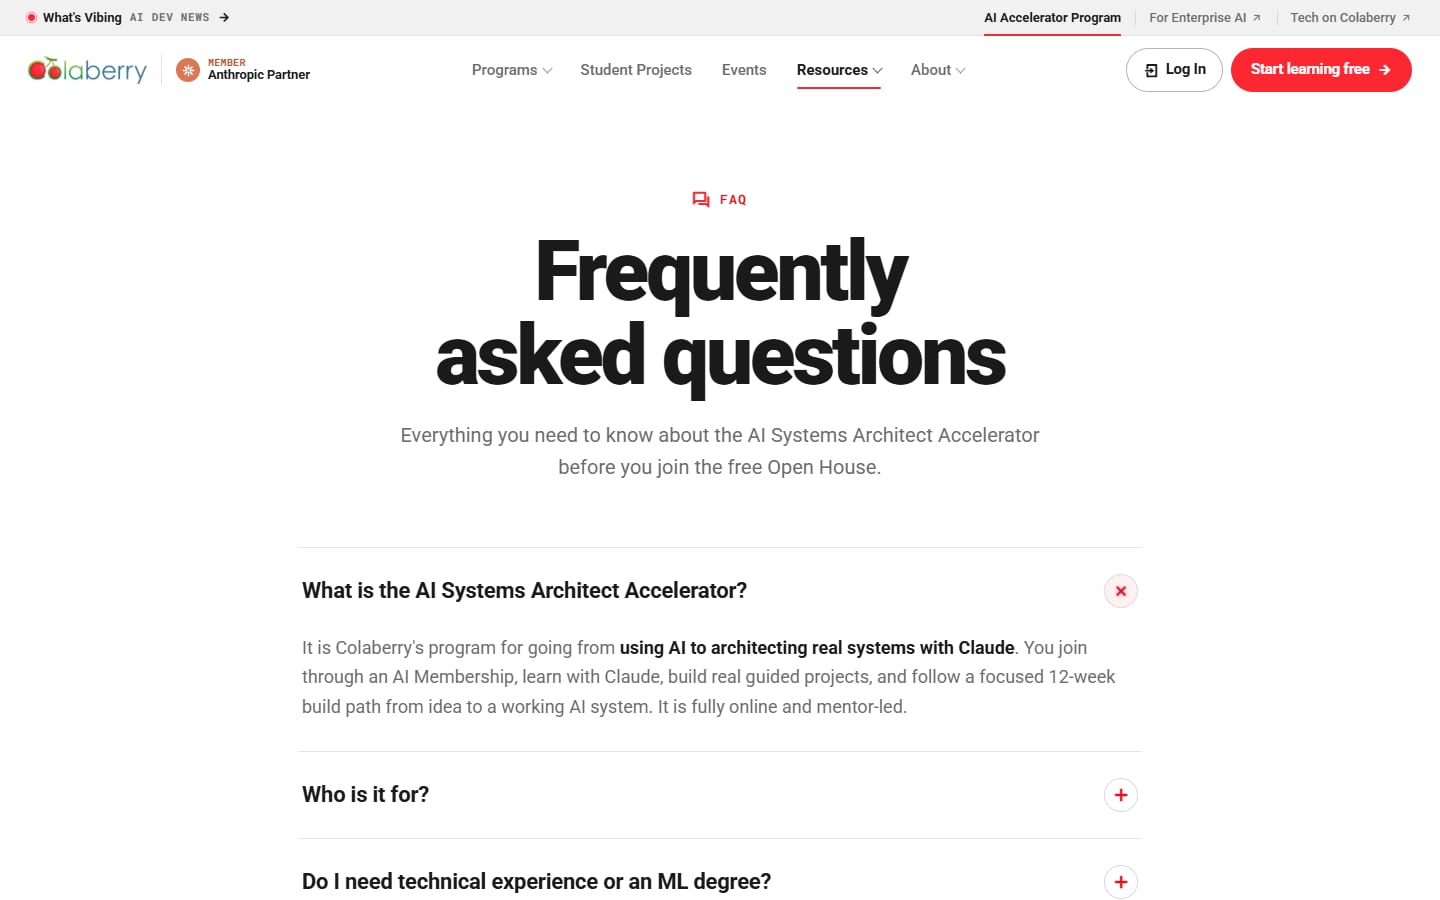 What's Vibing AI DEV NEWS
AI Accelerator Program
For Enterprise AI
Tech on Colaberry
Colaberry
MEMBER
Anthropic Partner
Programs
Student Projects
Events
Resources
About
Log In
Start learning free
FAQ
Frequently
asked questions
Everything you need to know about the AI Systems Architect Accelerator
before you join the free Open House.
What is the AI Systems Architect Accelerator?
It is Colaberry's program for going from using AI to architecting real systems with Claude. You join
through an AI Membership, learn with Claude, build real guided projects, and follow a focused 12-week
build path from idea to a working AI system. It is fully online and mentor-led.
Who is it for?
Do I need technical experience or an ML degree?